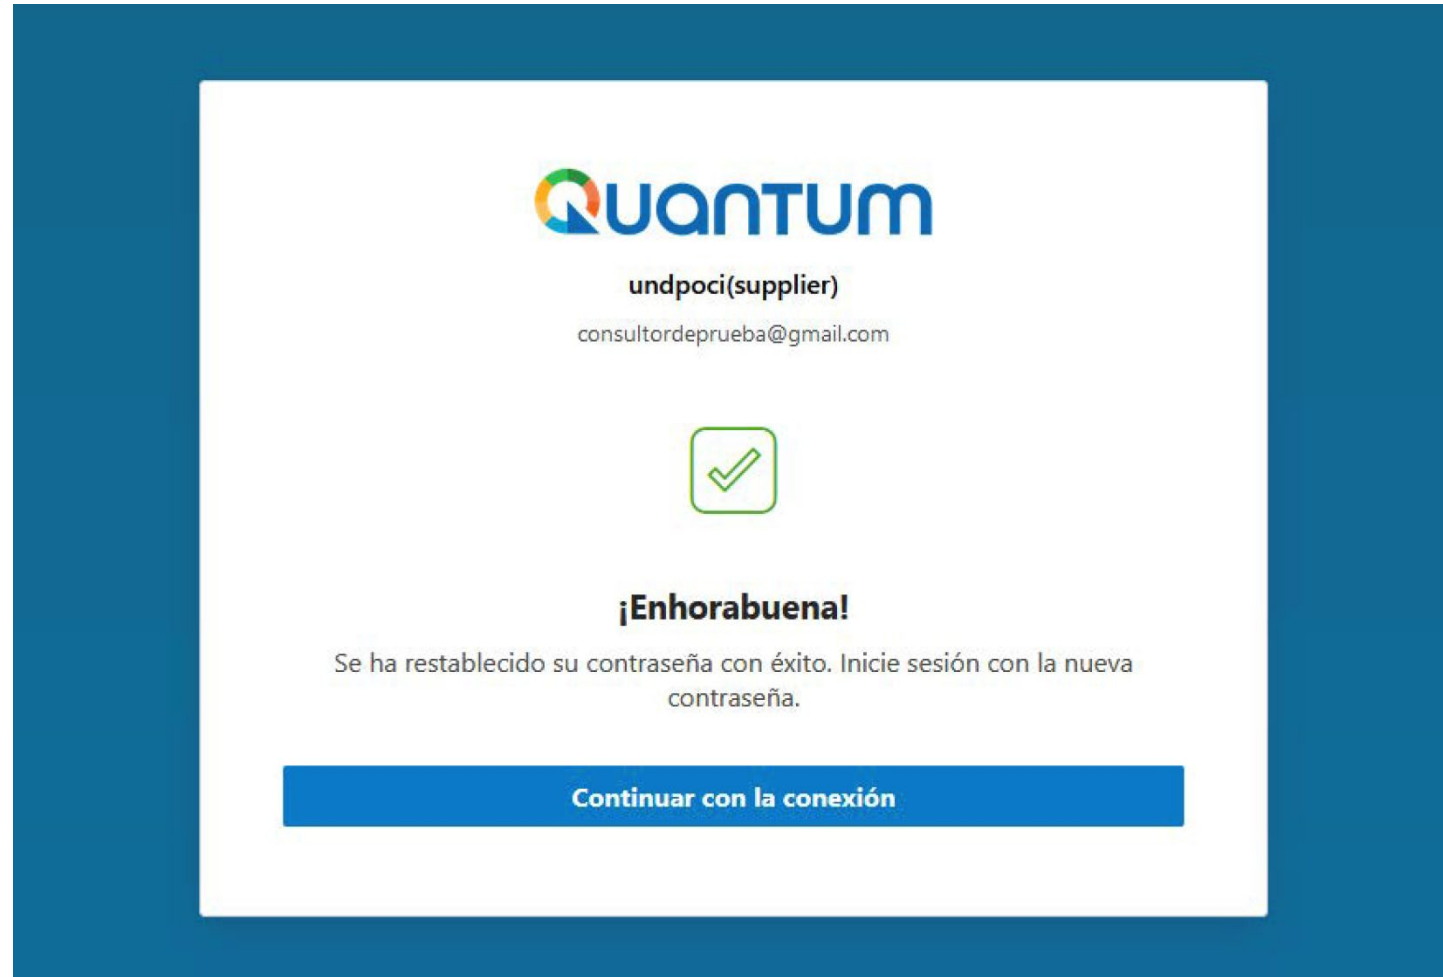 Quantum
undpoci(supplier)
consultordeprueba@gmail.com
¡Enhorabuena!
Se ha restablecido su contraseña con éxito. Inicie sesión con la nueva
contraseña.
Continuar con la conexión